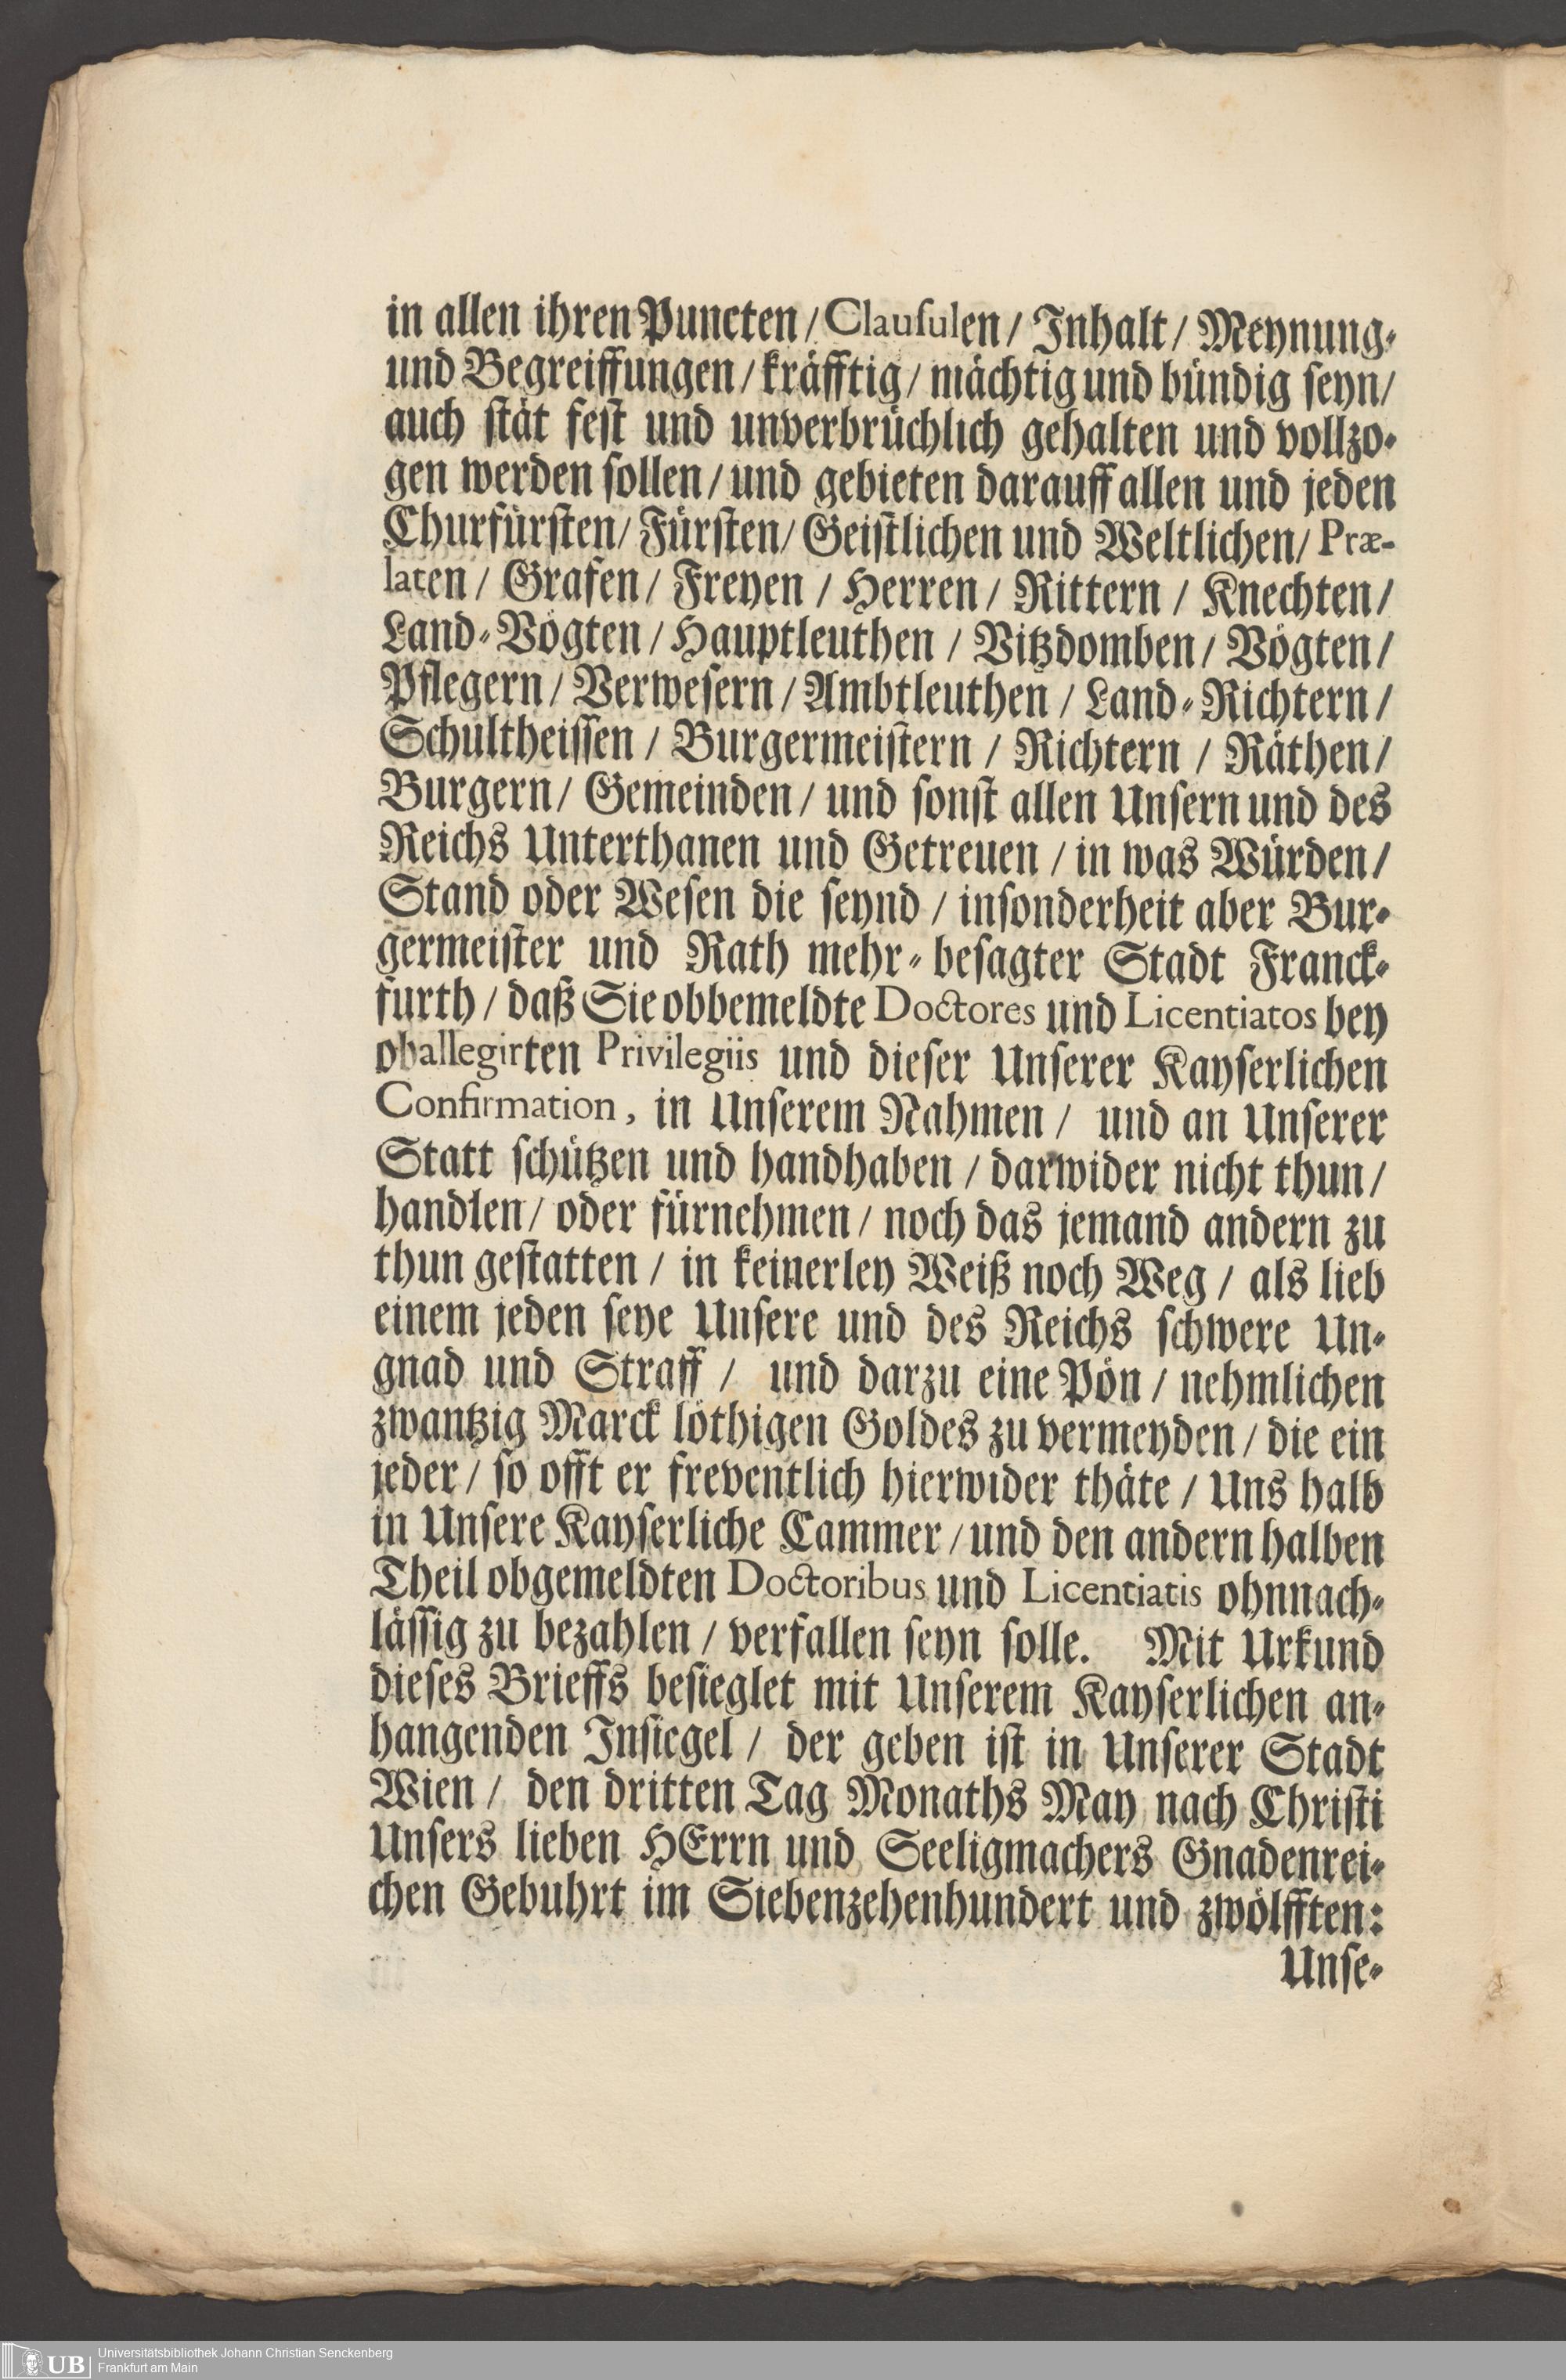 in allen ihren Puncten / Clauſulen / Inhalt / Meynung-
und Begreiffungen / kräfftig / mächtig und bündig ſeyn /
auch ſtät feſt und unverbrüchlich gehalten und vollzo-
gen werden ſollen / und gebieten darauff allen und jeden
Churfürſten / Fürſten / Geiſtlichen und Weltlichen / Præ-
laten / Grafen / Freyen / Herren / Rittern / Knechten /
Land-Vögten / Hauptleuthen / Vitzdomben / Vögten /
Pflegern / Verweſern / Ambtleuthen / Land-Richtern /
Schultheiſſen / Burgermeiſtern / Richtern / Räthen /
Burgern / Gemeinden / und ſonſt allen Unſern und des
Reichs Unterthanen und Getreuen / in was Würden /
Stand oder Weſen die ſeynd / inſonderheit aber Bur-
germeiſter und Rath mehr-beſagter Stadt Franck-
furth / daß Sie obbemeldte Doctores und Licentiatos bey
oballegirten Privilegiis und dieſer Unſerer Kayſerlichen
Confirmation, in Unſerem Nahmen / und an Unſerer
Statt ſchützen und handhaben / darwider nicht thun /
handlen / oder fürnehmen / noch das jemand andern zu
thun geſtatten / in keinerley Weiß noch Weg / als lieb
einem jeden ſeye Unſere und des Reichs ſchwere Un-
gnad und Straff / und darzu eine Pön / nehmlichen
zwantzig Marck löthigen Goldes zu vermeyden / die ein
jeder / ſo offt er freventlich hierwider thäte / Uns halb
in Unſere Kayſerliche Cammer / und den andern halben
Theil obgemeldten Doctoribus und Licentiatis ohnnach-
läſſig zu bezahlen / verfallen ſeyn ſolle. Mit Urkund
dieſes Brieffs beſieglet mit Unſerem Kayſerlichen an-
hangenden Inſiegel / der geben iſt in Unſerer Stadt
Wien / den dritten Tag Monaths May nach Chriſti
Unſers lieben HErrn und Seeligmachers Gnadenrei-
chen Gebuhrt im Siebenzehenhundert und zwölfften:
Unſe-
UB
Universitätsbibliothek Johann Christian Senckenberg
Frankfurt am Main